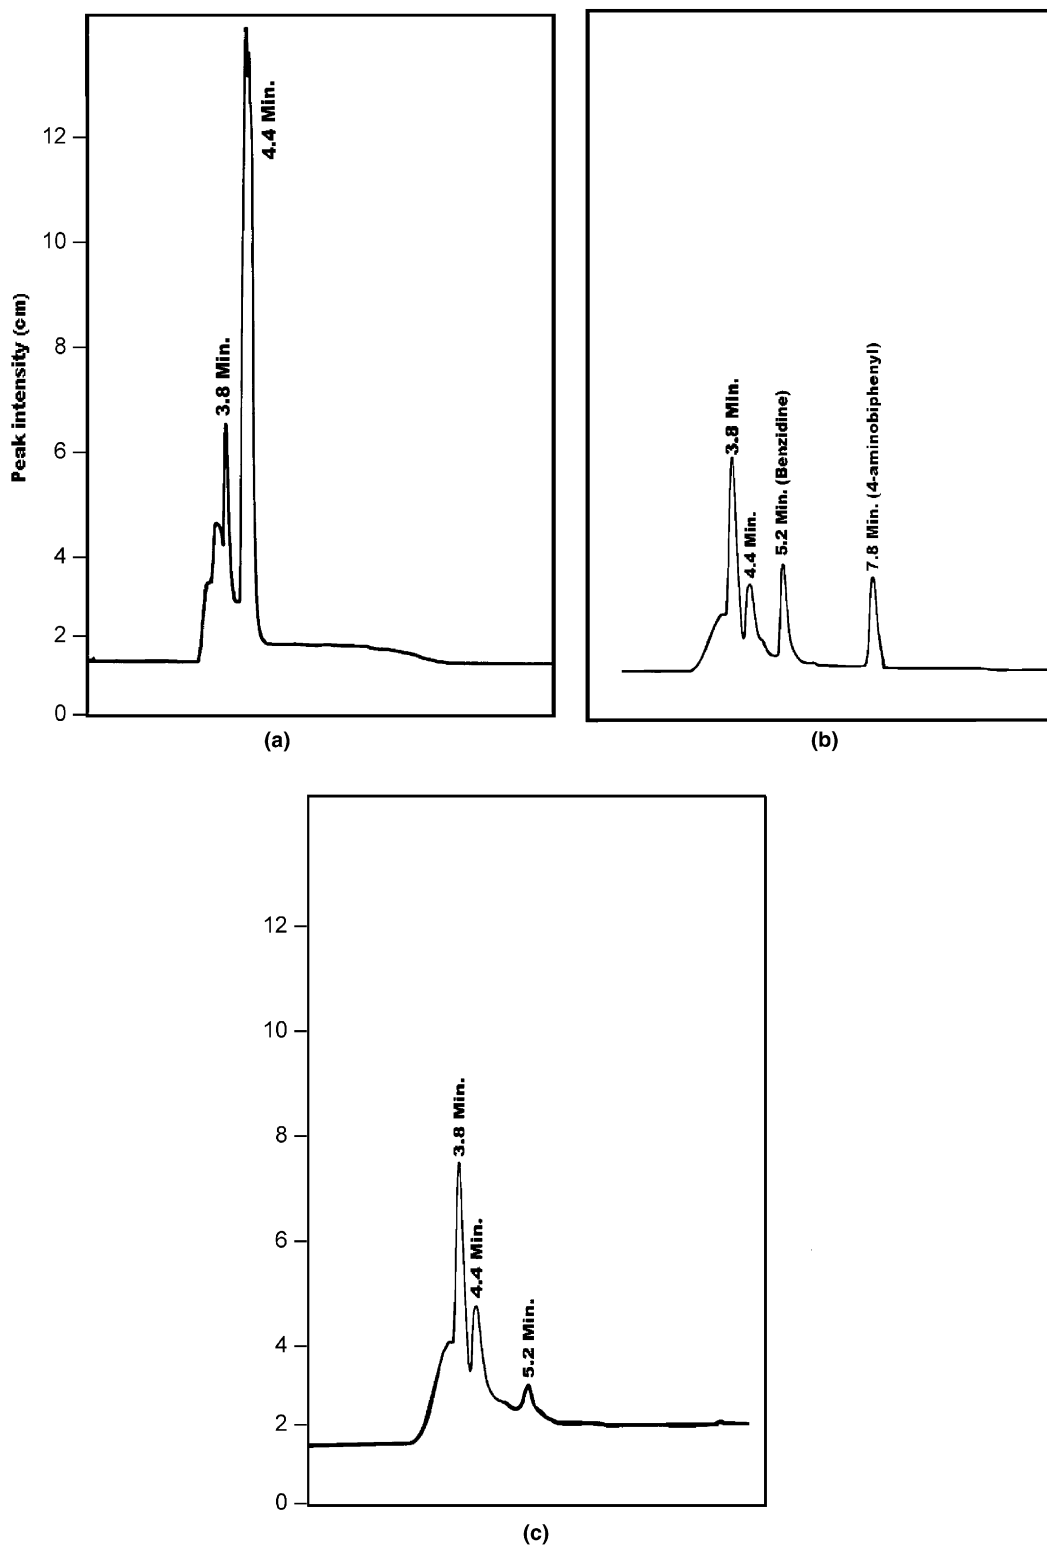 4.4 Min.
3.8 Min.
12
10
8
6
4
2
0
Peak intensity (cm)
(a)
3.8 Min.
4.4 Min.
5.2 Min. (Benzidine)
7.8 Min. (4-aminobiphenyl)
(b)
12
10
8
6
4
2
0
3.8 Min.
4.4 Min.
5.2 Min.
(c)